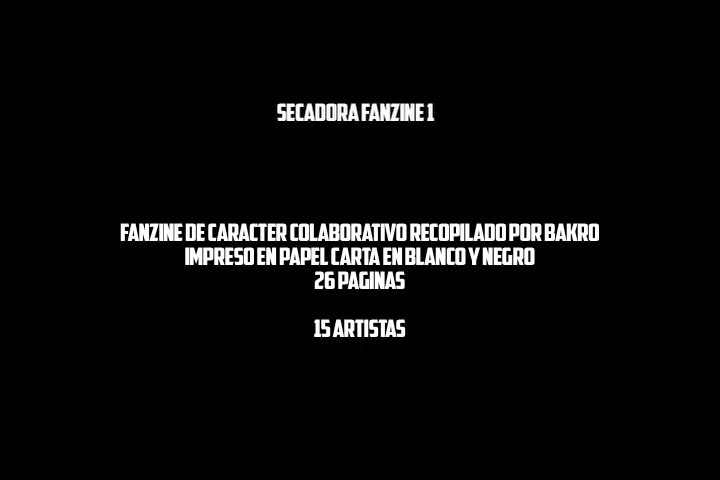 SECADORA FANZINE 1
FANZINE DE CARACTER COLABORATIVO RECOPILADO POR BAKRO
IMPRESO EN PAPEL CARTA EN BLANCO Y NEGRO
26 PAGINAS
15 ARTISTAS